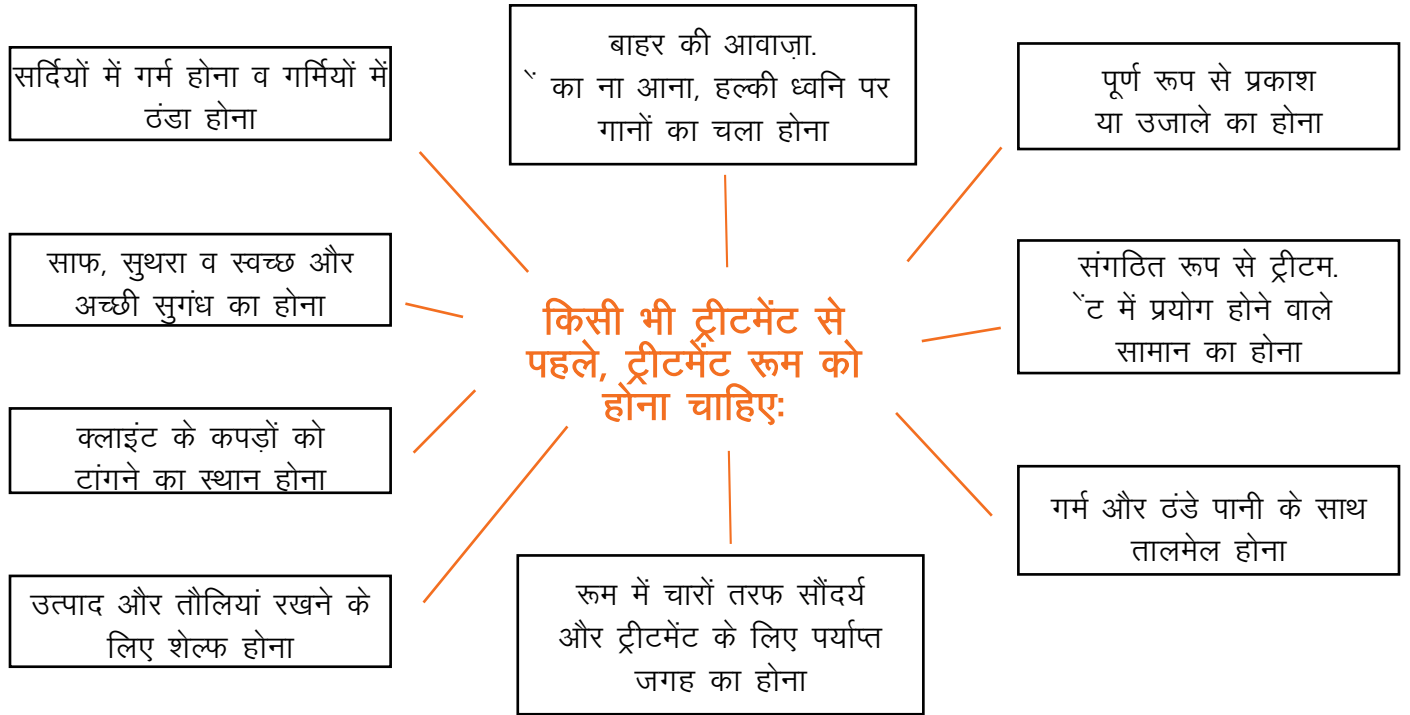 बाहर की आवाज़ा.
ें का ना आना, हल्की ध्वनि पर
गानों का चला होना
सर्दियों में गर्म होना व गर्मियों में
ठंडा होना
पूर्ण रूप से प्रकाश
या उजाले का होना
साफ, सुथरा व स्वच्छ और
अच्छी सुगंध का होना
संगठित रूप से ट्रीटम.
ेंट में प्रयोग होने वाले
सामान का होना
किसी भी ट्रीटमेंट से
पहले, ट्रीटमेंट रूम को
होना चाहिएः
क्लाइंट के कपड़ों को
टांगने का स्थान होना
गर्म और ठंडे पानी के साथ
तालमेल होना
उत्पाद और तौलियां रखने के
लिए शेल्फ होना
रूम में चारों तरफ सौंदर्य
और ट्रीटमेंट के लिए पर्याप्त
जगह का होना